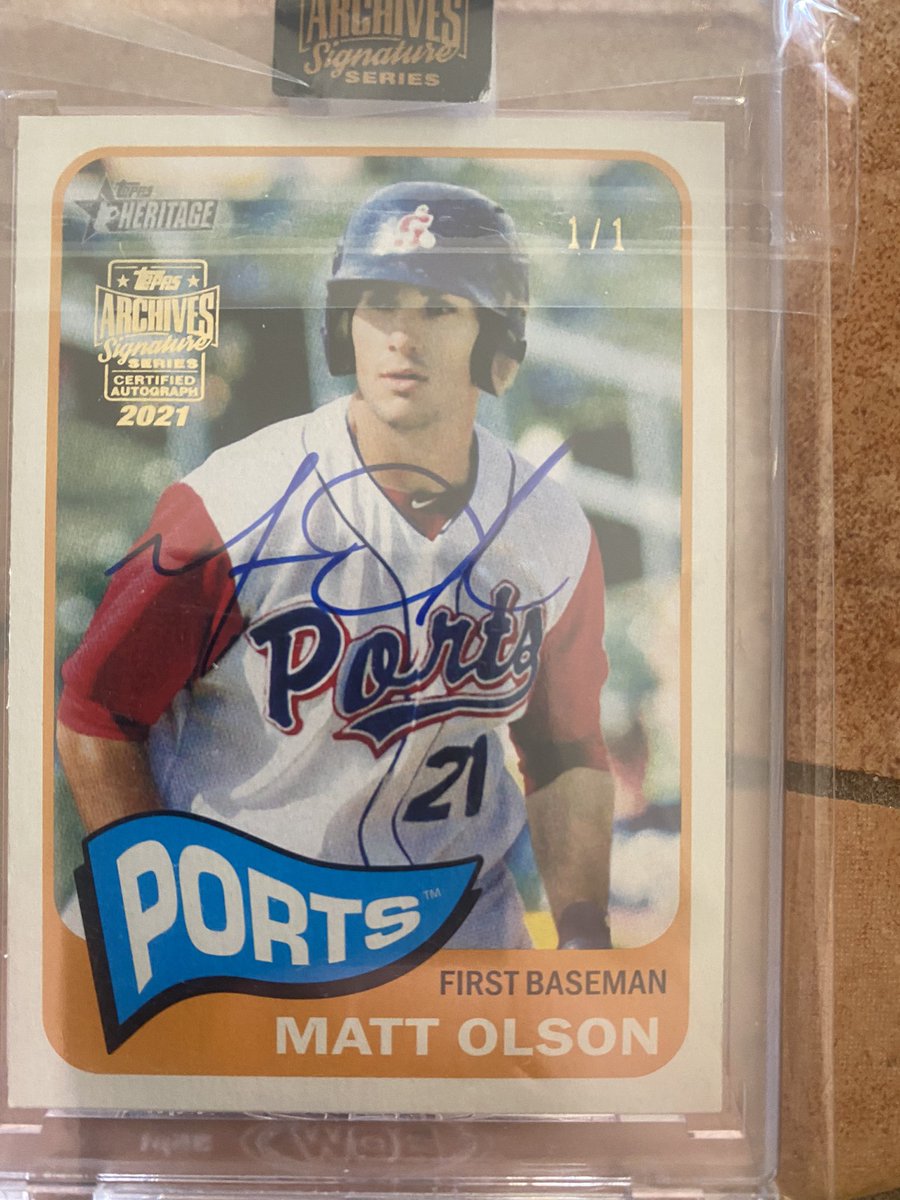 ARCHIVES
Signature
SERIES
TOPPS
HERITAGE
1/1
TOPPS
ARCHIVES
Signature
SERIES
CERTIFIED
AUTOGRAPH
2021
Ports
21
PORTS™
FIRST BASEMAN
MATT OLSON